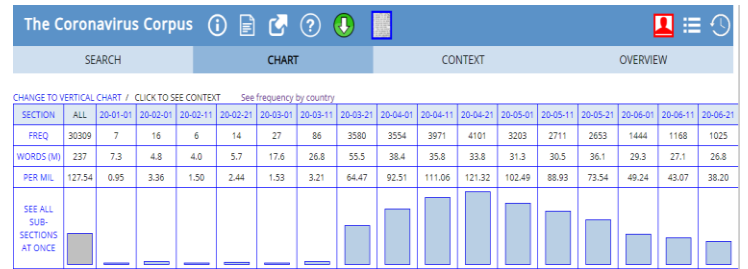 The Coronavirus Corpus
SEARCH CHART CONTEXT OVERVIEW
CHANGE TO VERTICAL CHART / CLICK TO SEE CONTEXT See frequency by country
SECTION ALL 20-01-01 20-02-01 20-02-11 20-02-21 20-03-01 20-03-11 20-03-21 20-04-01 20-04-11 20-04-21 20-05-01 20-05-11 20-05-21 20-06-01 20-06-11 20-06-21
FREQ 30309 7 16 6 14 27 86 3580 3554 3971 4101 3203 2711 2653 1444 1168 1025
WORDS (M) 237 7.3 4.8 4.0 5.7 17.6 26.8 55.5 38.4 35.8 33.8 31.3 30.5 36.1 29.3 27.1 26.8
PER MIL 127.54 0.95 3.36 1.50 2.44 1.53 3.21 64.47 92.51 111.06 121.32 102.49 88.93 73.54 49.24 43.07 38.20
SEE ALL
SUB-
SECTIONS
AT ONCE